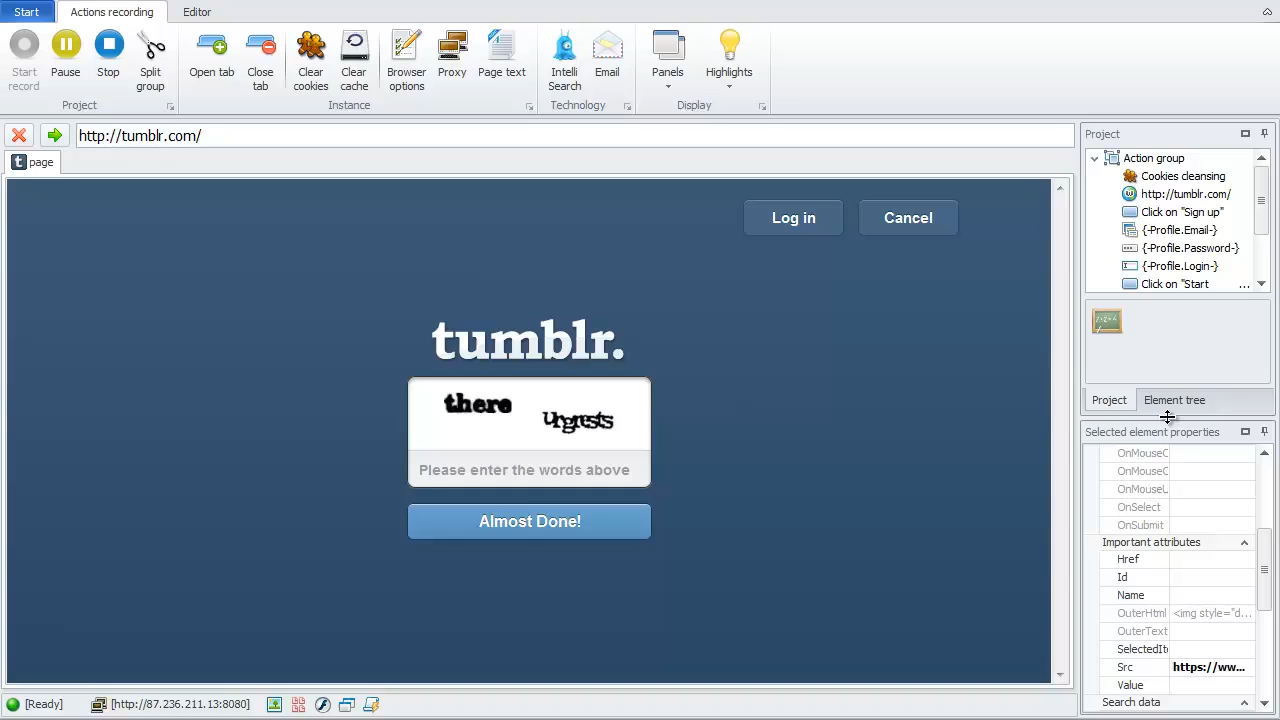 Start
Actions recording
Editor
Start record
Pause
Stop
Split group
Open tab
Close tab
Clear cookies
Clear cache
Browser options
Proxy
Page text
Intelli Search
Email
Panels
Highlights
Project
Instance
Technology
Display
http://tumblr.com/
page
Log in
Cancel
tumblr.
there
Please enter the words above
Almost Done!
Project
Action group
Cookies cleansing
http://tumblr.com/
Click on "Sign up"
{-Profile.Email-}
{-Profile.Password-}
{-Profile.Login-}
Click on "Start ...
Project
Element tree
Selected element properties
OnMouseC
OnMouseC
OnMouseU
OnSelect
OnSubmit
Important attributes
Href
Id
Name
OuterHtml <img style="d...
OuterText
SelectedIt
Src https://ww...
Value
Search data
[Ready]
[http://87.236.211.13:8080]